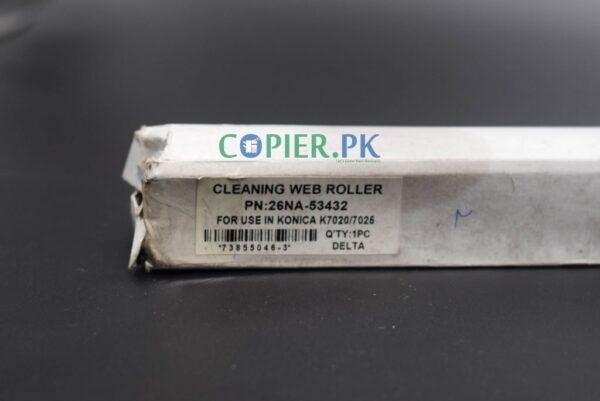 COPIER.PK
CLEANING WEB ROLLER
PN:26NA-53432
FOR USE IN KONICA K7020/7025
Q'TY:1PC
*73855046-3*
DELTA